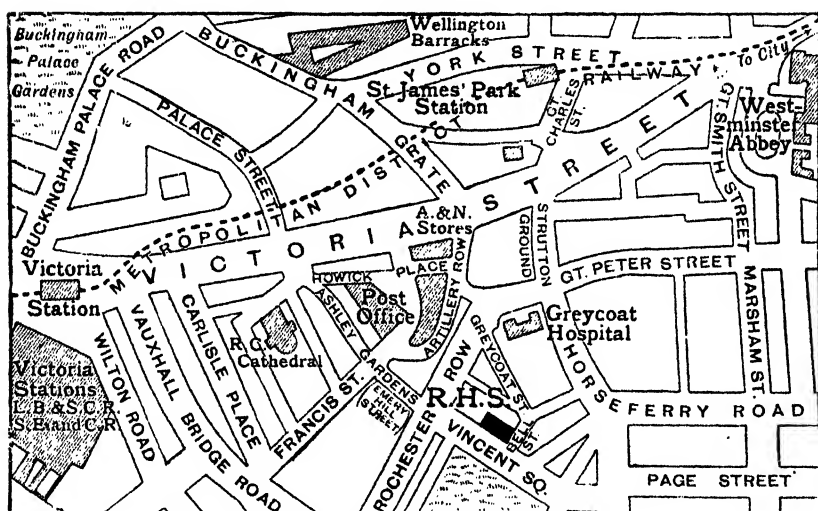 Buckingham
Palace
Gardens
BUCKINGHAM PALACE ROAD
BUCKINGHAM GRATE
Wellington
Barracks
YORK STREET
To City
St James' Park
Station
RAILWAY
CT. CHARLES ST.
GT. SMITH STREET
West-
minster
Abbey
PALACE STREET
METROPOLITAN DISTRICT
VICTORIA STREET
A. & N.
Stores
STRUTTON
GROUND
Victoria
Station
HOWICK PLACE
Post
Office
ARTILLERY ROW
GT. PETER STREET
MARSHAM ST.
ASHLEY GARDENS
R.C.
Cathedral
CARLISLE PLACE
VAUXHALL BRIDGE ROAD
WILTON ROAD
Victoria
Stations
L.B & S.C.R.
S.E and C.R.
FRANCIS ST.
EMERY
HILL
(STREET)
ROCHESTER ROW
GREYCOAT ST
Greycoat
Hospital
HORSEFERRY ROAD
R.H.S.
BELL ST
VINCENT SQ.
PAGE STREET